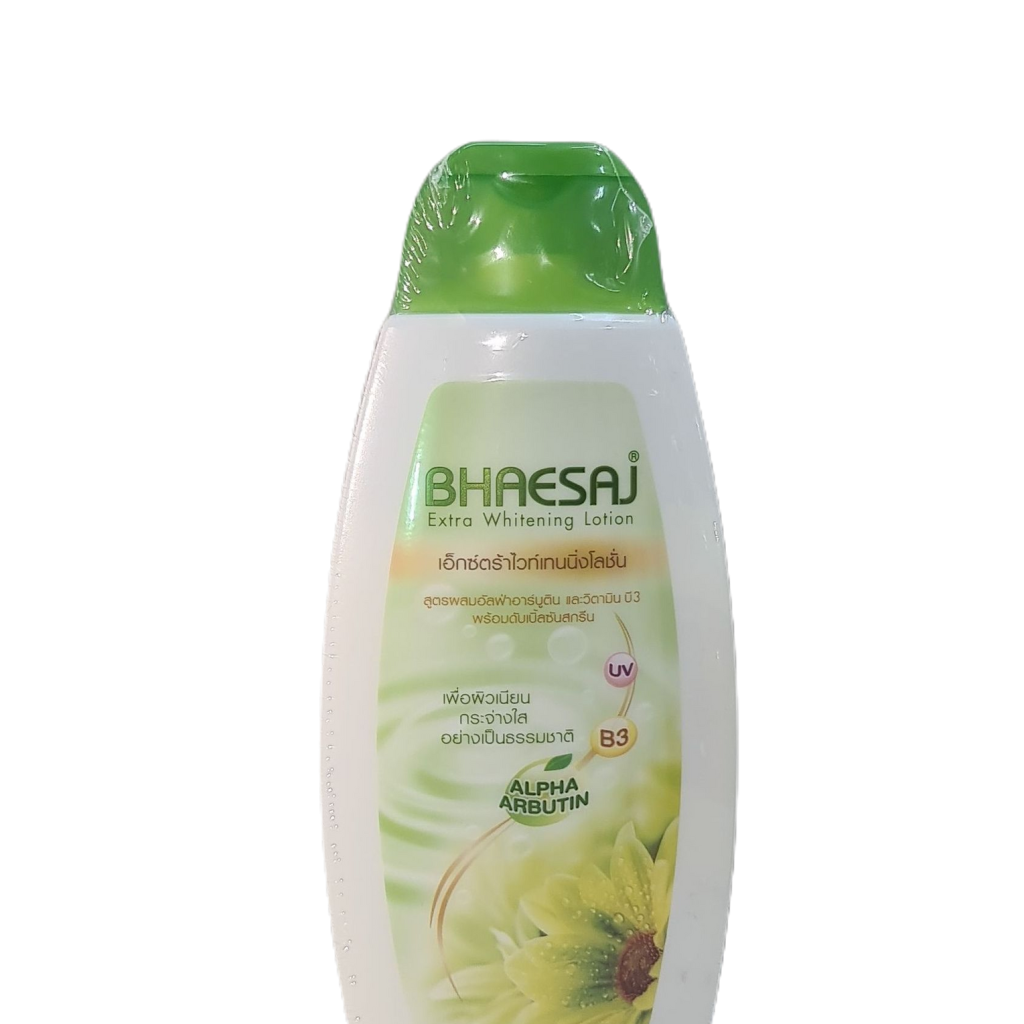 BHAESAJ®
Extra Whitening Lotion
เอ็กซ์ตร้าไวท์เทนนิ่งโลชั่น
สูตรผสมอัลฟ่าอาร์บูติน และวิตามิน บี3
พร้อมดับเบิ้ลซันสกรีน
UV
เพื่อผิวเนียน
กระจ่างใส
อย่างเป็นธรรมชาติ
B3
ALPHA
ARBUTIN